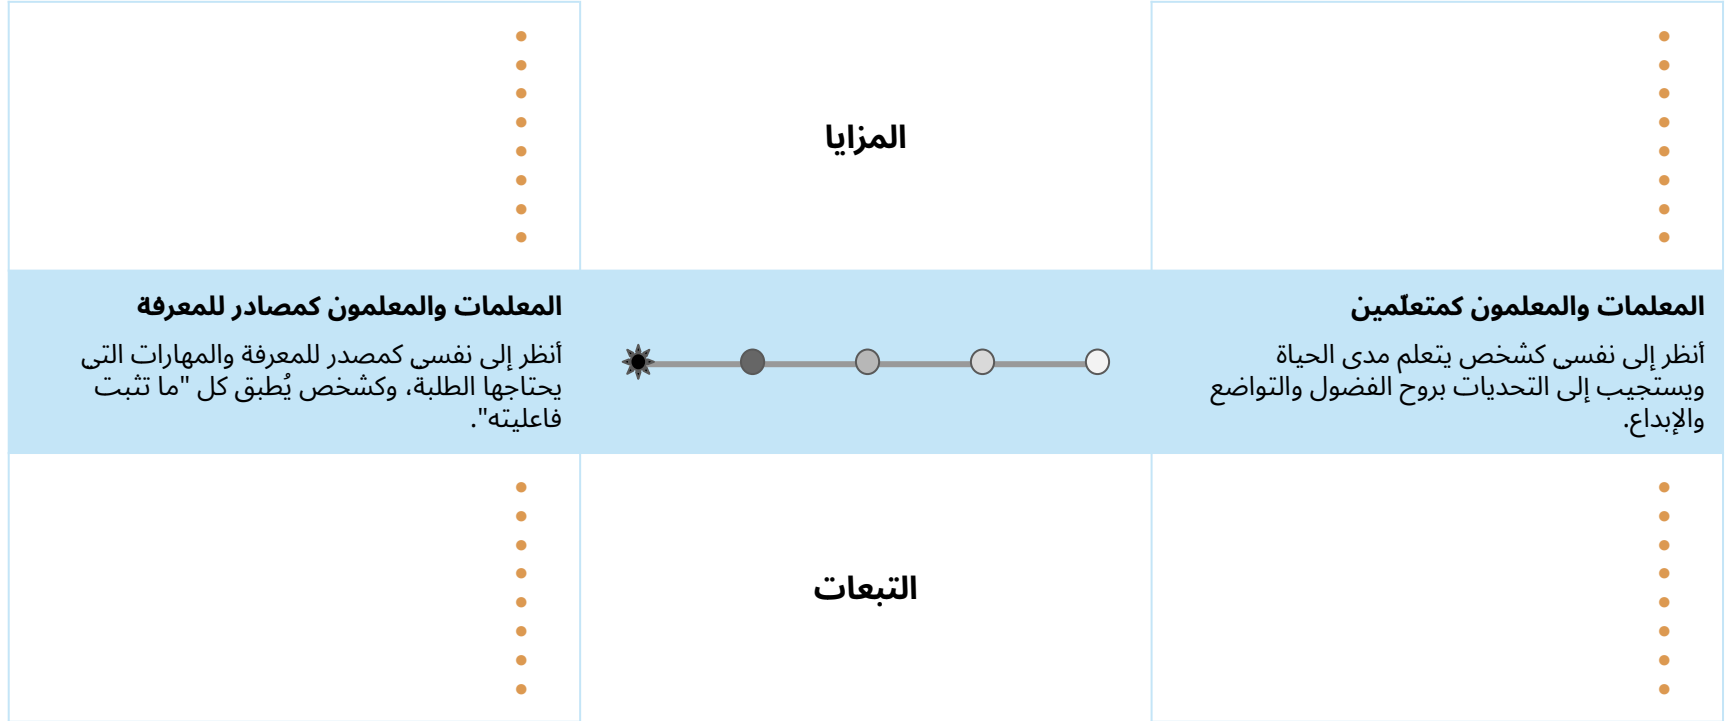 المزايا
المعلمات والمعلمون كمتعلّمين
أنظر إلى نفسي كشخص يتعلم مدى الحياة
ويستجيب إلى التحديات بروح الفضول والتواضع
والإبداع.
المعلمات والمعلمون كمصادر للمعرفة
أنظر إلى نفسي كمصدر للمعرفة والمهارات التي
يحتاجها الطلبة، وكشخص يُطبق كل "ما تثبت
فاعليته".
التبعات